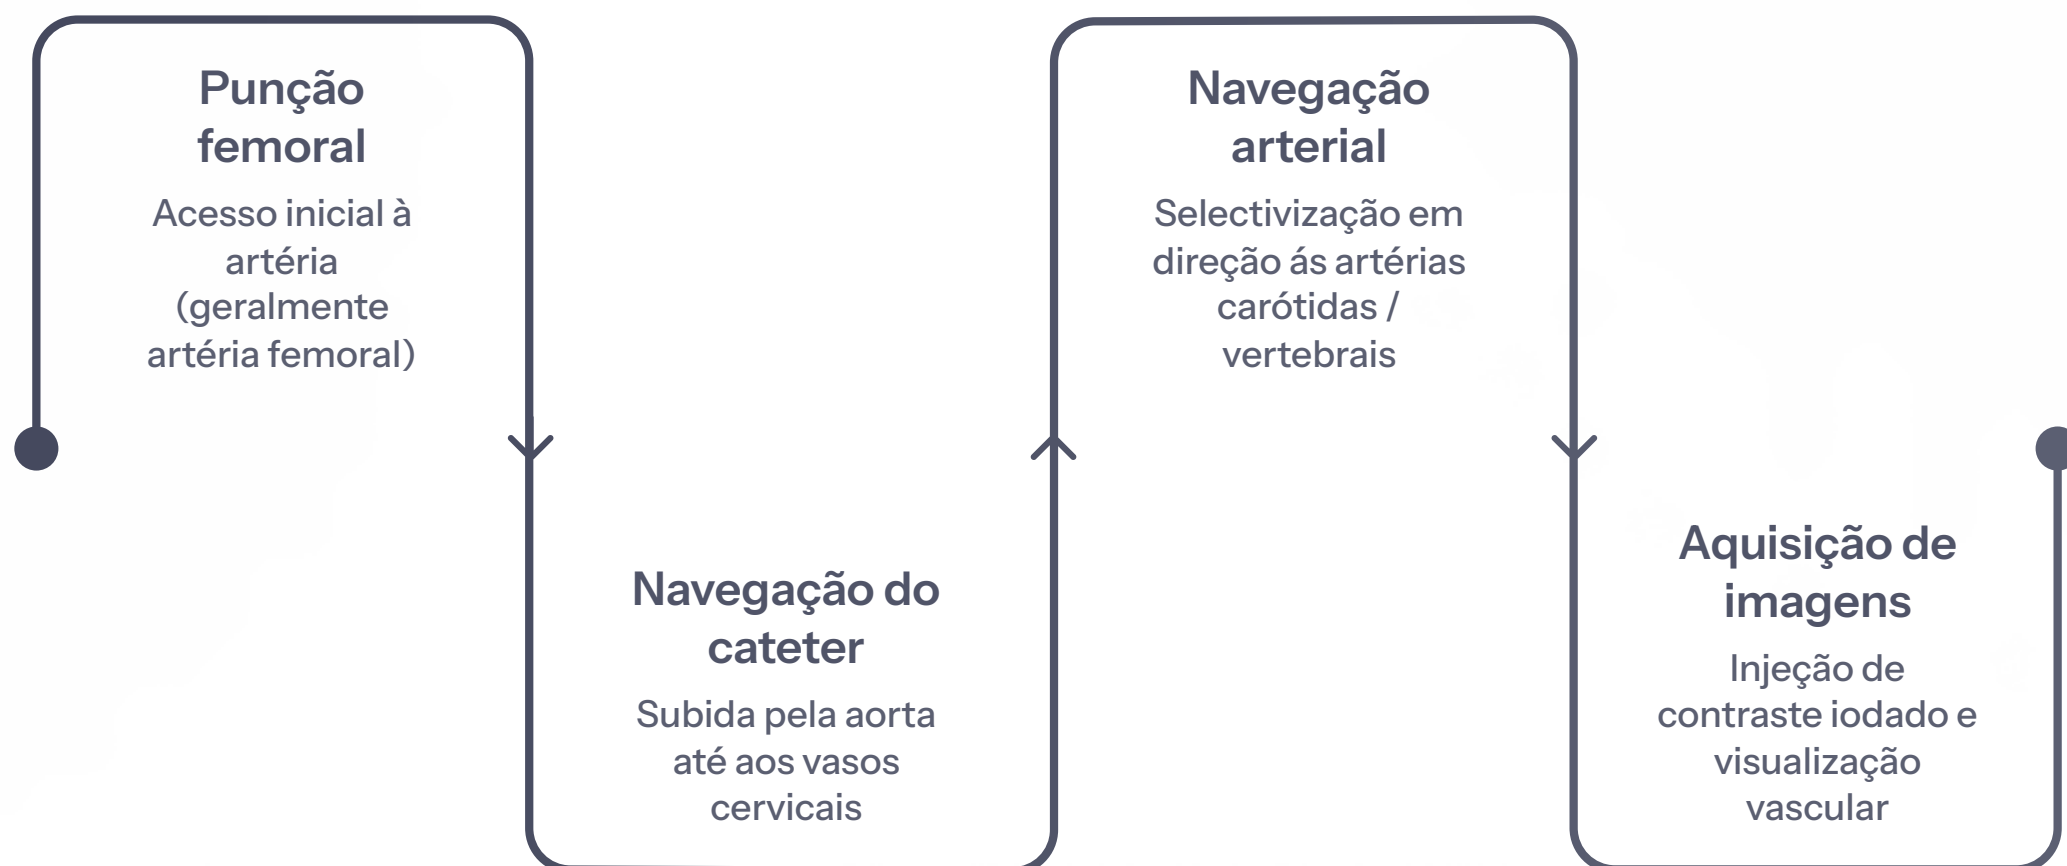 Punção
femoral
Acesso inicial à
artéria
(geralmente
artéria femoral)
Navegação do
cateter
Subida pela aorta
até aos vasos
cervicais
Navegação
arterial
Selectivização em
direção ás artérias
carótidas /
vertebrais
Aquisição de
imagens
Injeção de
contraste iodado e
visualização
vascular